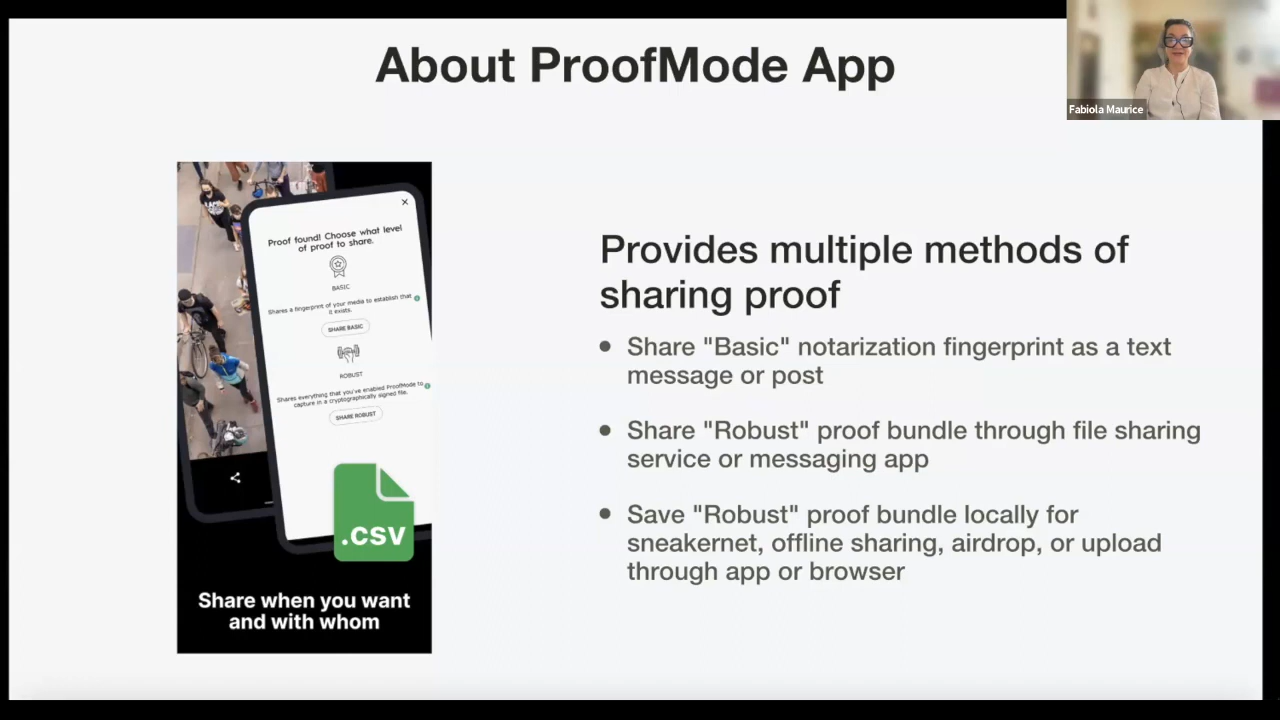 About ProofMode App
Fabiola Maurice
Proof found! Choose what level
of proof to share.
BASIC
Shares a fingerprint of your media to establish that
it exists.
SHARE BASIC
ROBUST
Shares everything that you've enabled ProofMode to
capture in a cryptographically signed file.
SHARE ROBUST
.csv
Share when you want
and with whom
Provides multiple methods of
sharing proof
• Share "Basic" notarization fingerprint as a text
message or post
• Share "Robust" proof bundle through file sharing
service or messaging app
• Save "Robust" proof bundle locally for
sneakernet, offline sharing, airdrop, or upload
through app or browser